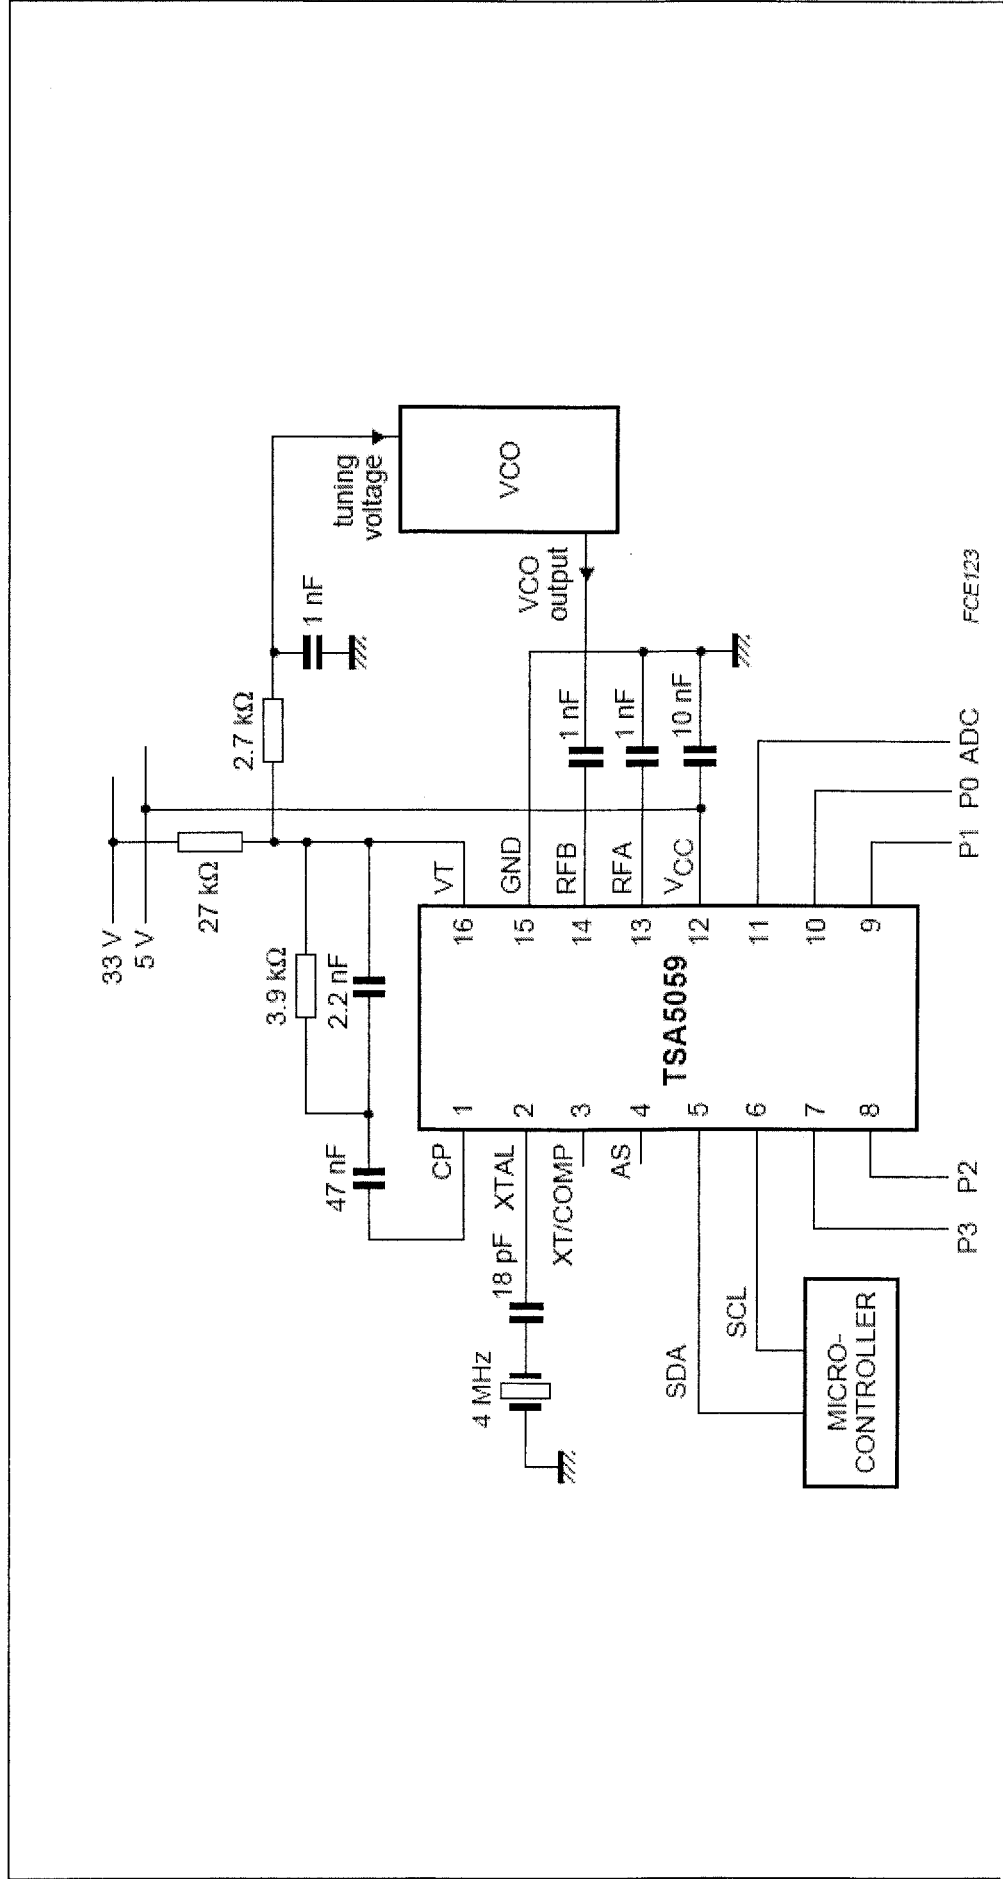 33 V
5 V
27 kΩ
2.7 kΩ
1 nF
tuning
voltage
VCO
VCO
output
3.9 kΩ
2.2 nF
47 nF
CP
1
16
VT
18 pF
XTAL
2
15
GND
4 MHz
XT/COMP
3
14
RFB
1 nF
AS
4
13
RFA
1 nF
TSA5059
SDA
5
12
VCC
10 nF
SCL
6
11
7
10
8
9
MICRO-
CONTROLLER
P3
P2
P1
P0
ADC
FCE123